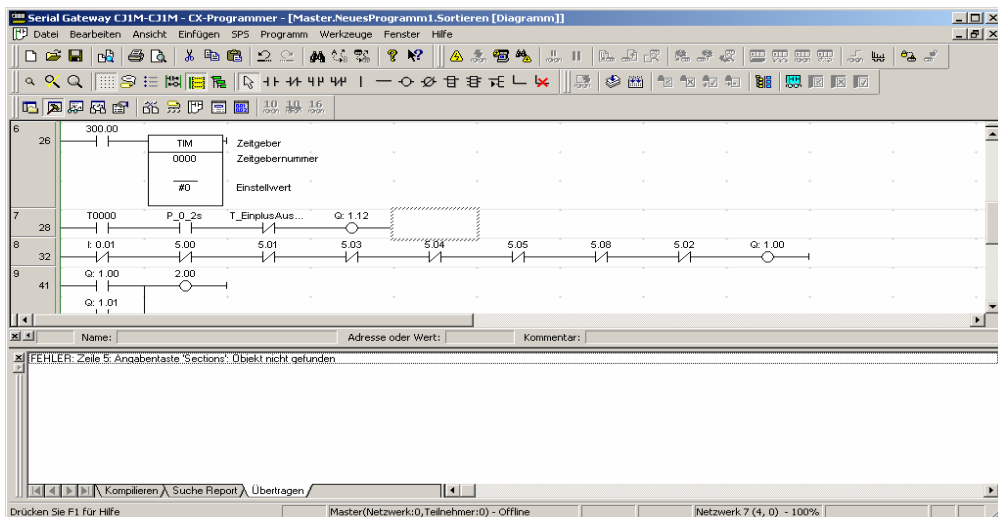 Serial Gateway CJ1M-CJ1M - CX-Programmer - [Master.NeuesProgramm1.Sortieren [Diagramm]]
Datei Bearbeiten Ansicht Einfügen SPS Programm Werkzeuge Fenster Hilfe
10 10 16
6
26
300.00
TIM Zeitgeber
0000 Zeitgebernummer
#0 Einstellwert
7
28
T0000 P_0_2s T_EinplusAus... Q: 1.12
8
32
I: 0.01 5.00 5.01 5.03 5.04 5.05 5.08 5.02 Q: 1.00
9
41
Q: 1.00 2.00
Q: 1.01
Name: Adresse oder Wert: Kommentar:
FEHLER: Zeile 5: Angabentaste 'Sections': Objekt nicht gefunden
Kompilieren Suche Report Übertragen
Drücken Sie F1 für Hilfe Master(Netzwerk:0,Teilnehmer:0) - Offline Netzwerk 7 (4, 0) - 100%